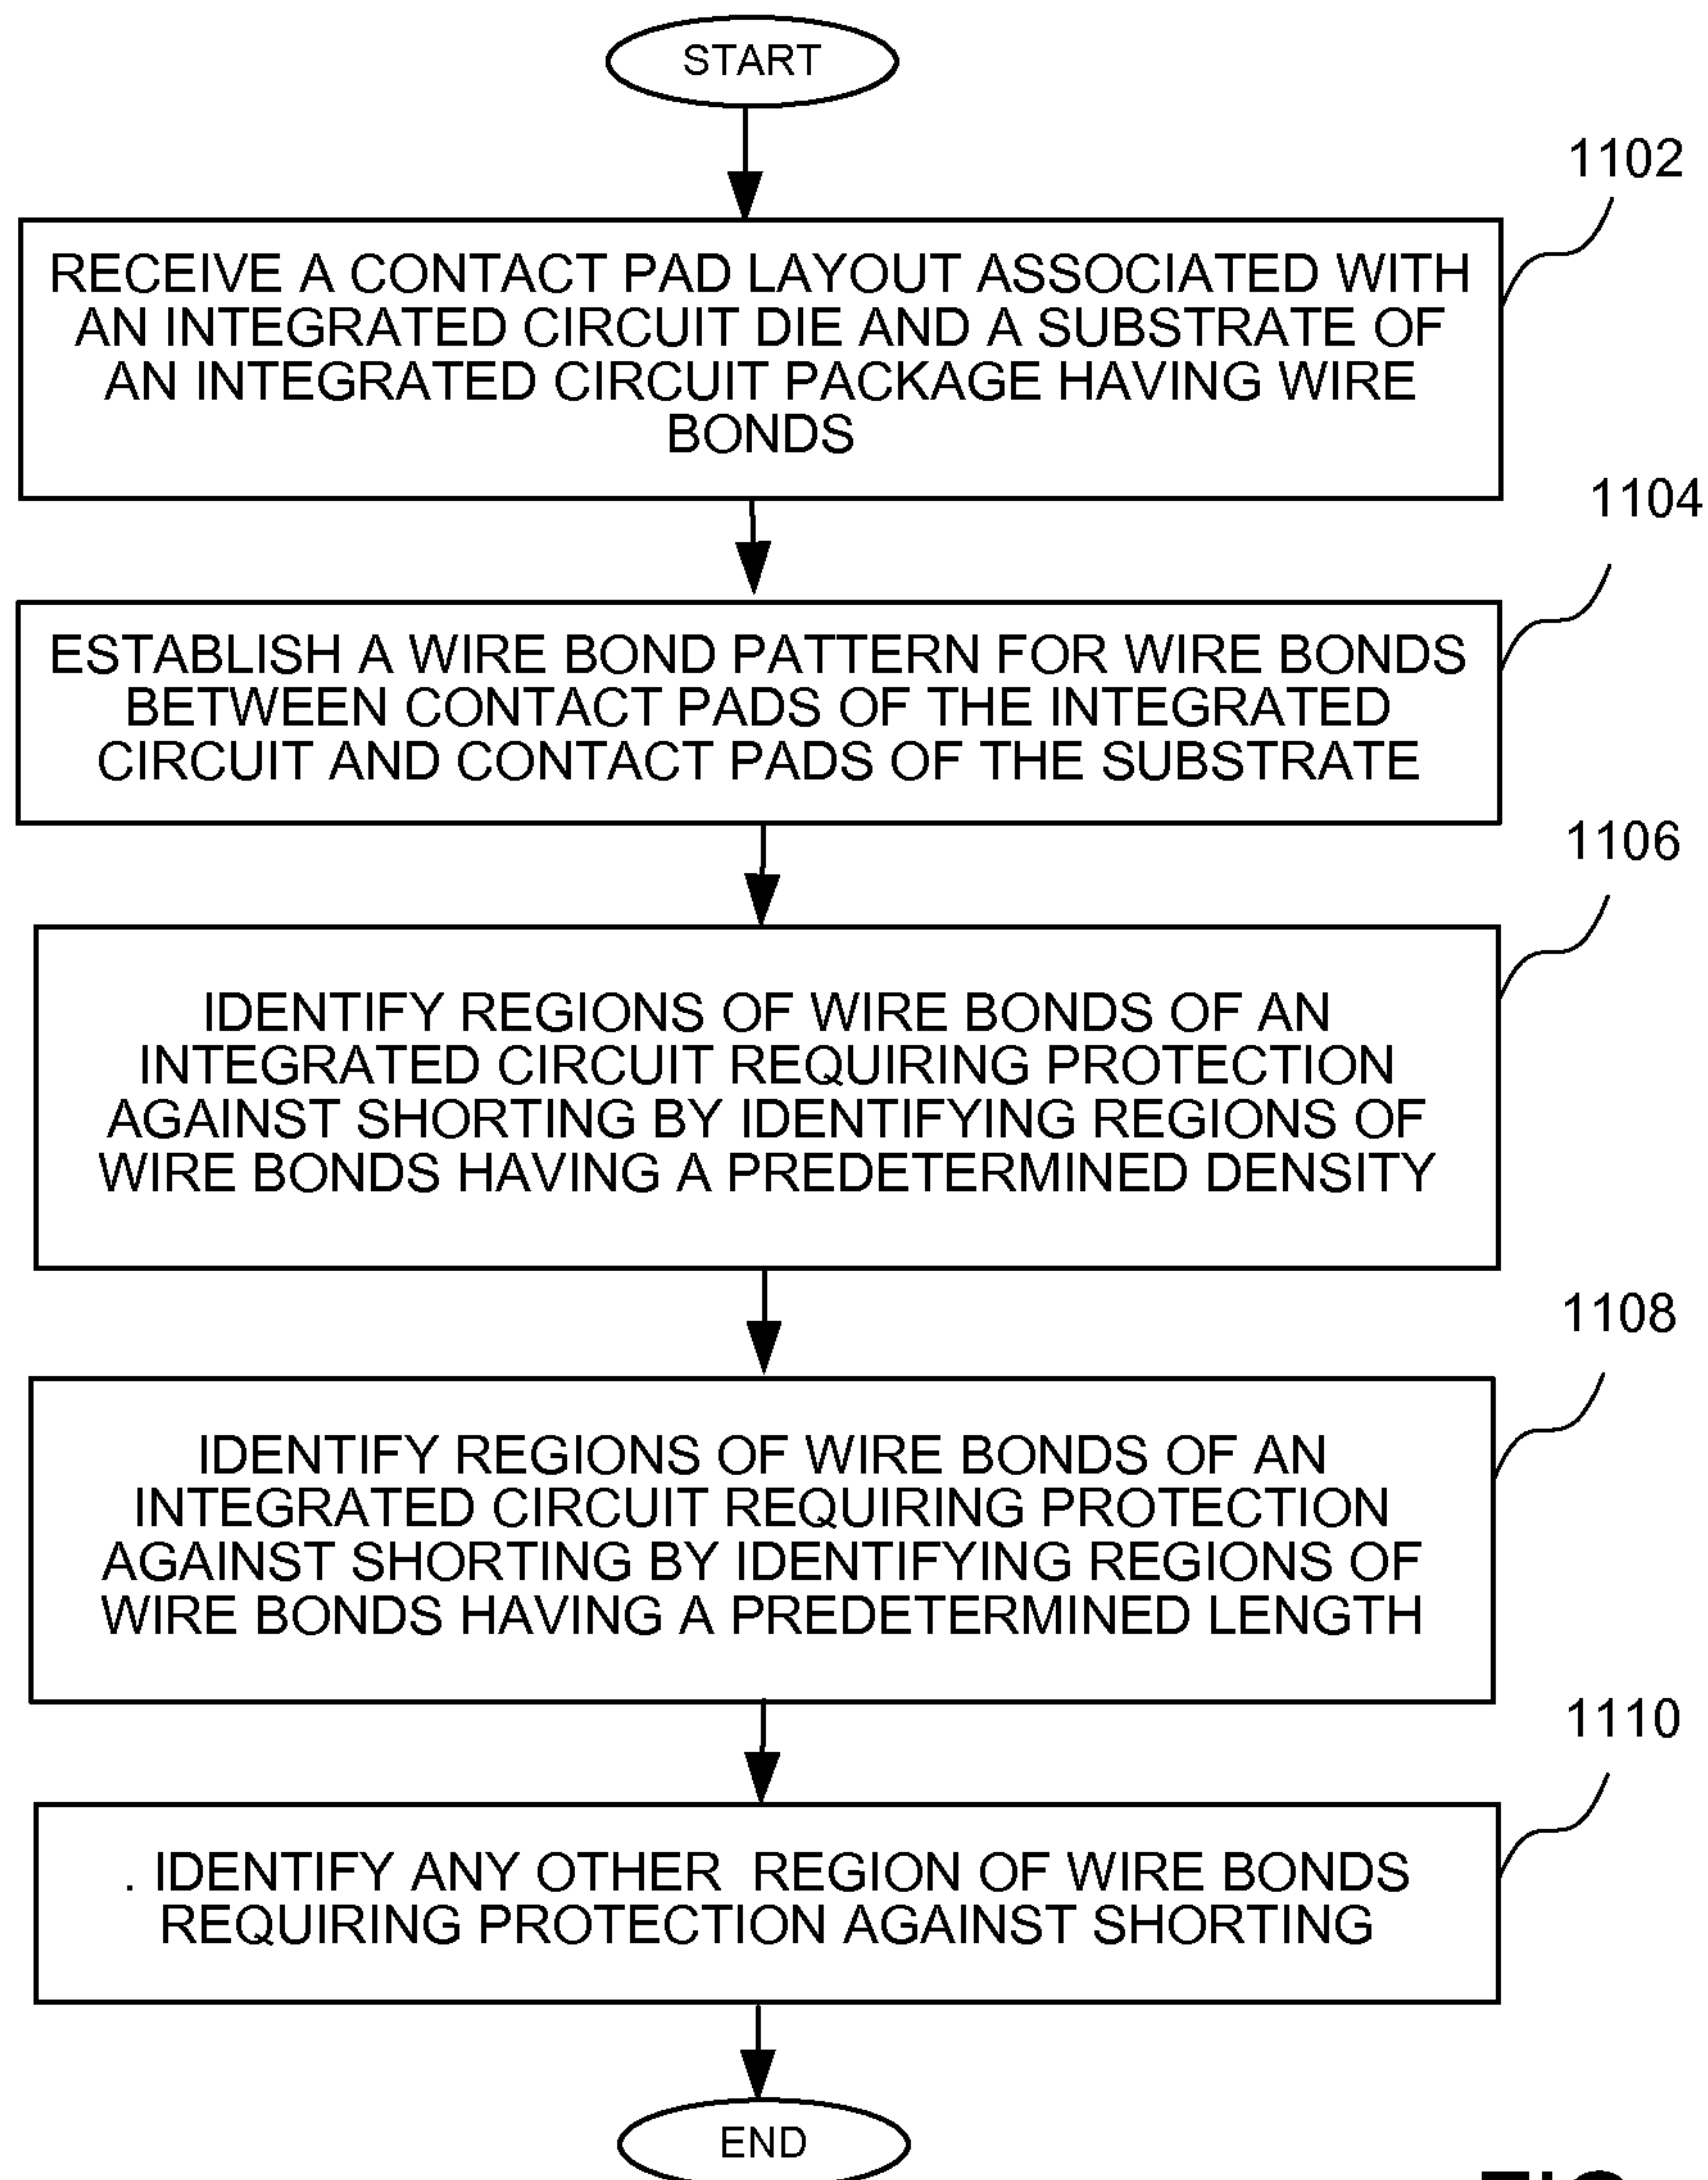 START
1102
RECEIVE A CONTACT PAD LAYOUT ASSOCIATED WITH
AN INTEGRATED CIRCUIT DIE AND A SUBSTRATE OF
AN INTEGRATED CIRCUIT PACKAGE HAVING WIRE
BONDS
1104
ESTABLISH A WIRE BOND PATTERN FOR WIRE BONDS
BETWEEN CONTACT PADS OF THE INTEGRATED
CIRCUIT AND CONTACT PADS OF THE SUBSTRATE
1106
IDENTIFY REGIONS OF WIRE BONDS OF AN
INTEGRATED CIRCUIT REQUIRING PROTECTION
AGAINST SHORTING BY IDENTIFYING REGIONS OF
WIRE BONDS HAVING A PREDETERMINED DENSITY
1108
IDENTIFY REGIONS OF WIRE BONDS OF AN
INTEGRATED CIRCUIT REQUIRING PROTECTION
AGAINST SHORTING BY IDENTIFYING REGIONS OF
WIRE BONDS HAVING A PREDETERMINED LENGTH
1110
. IDENTIFY ANY OTHER REGION OF WIRE BONDS
REQUIRING PROTECTION AGAINST SHORTING
END